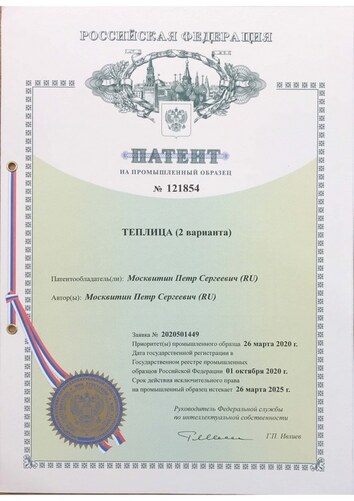 РОССИЙСКАЯ ФЕДЕРАЦИЯ
ПАТЕНТ
НА ПРОМЫШЛЕННЫЙ ОБРАЗЕЦ
№ 121854
ТЕПЛИЦА (2 варианта)
Патентообладатель(ли): Москвитин Петр Сергеевич (RU)
Автор(ы): Москвитин Петр Сергеевич (RU)
Заявка № 2020501449
Приоритет(ы) промышленного образца 26 марта 2020 г.
Дата государственной регистрации в
Государственном реестре промышленных
образцов Российской Федерации 01 октября 2020 г.
Срок действия исключительного права
на промышленный образец истекает 26 марта 2025 г.
Руководитель Федеральной службы
по интеллектуальной собственности
Г.П. Ивлиев